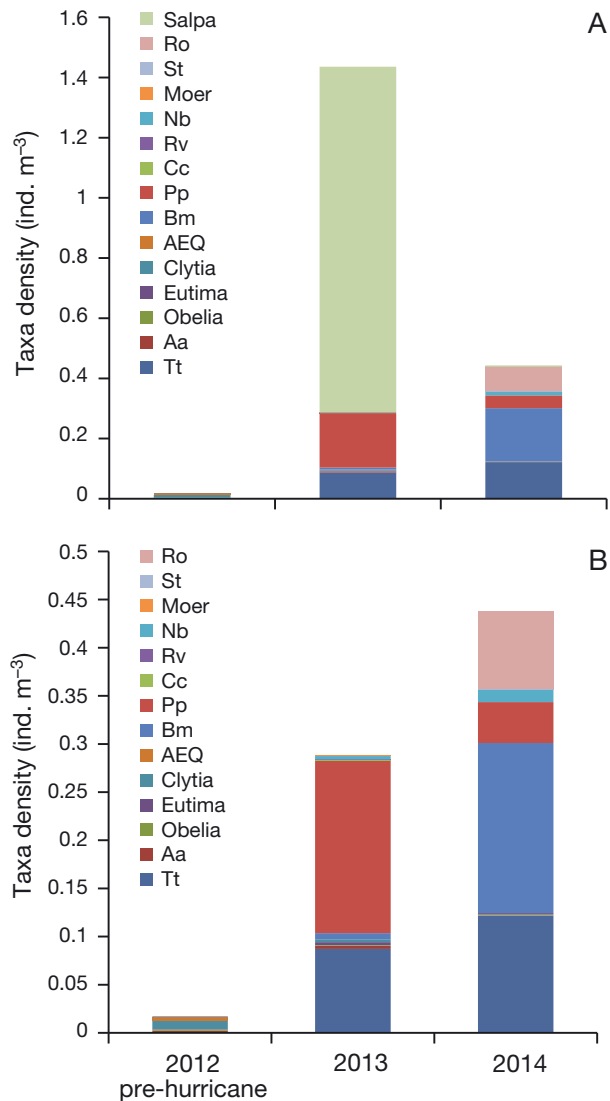 A
Taxa density (ind. m⁻³)
1.6
1.4
1.2
1
0.8
0.6
0.4
0.2
0
Salpa
Ro
St
Moer
Nb
Rv
Cc
Pp
Bm
AEQ
Clytia
Eutima
Obelia
Aa
Tt
B
Taxa density (ind. m⁻³)
0.5
0.45
0.4
0.35
0.3
0.25
0.2
0.15
0.1
0.05
0
Ro
St
Moer
Nb
Rv
Cc
Pp
Bm
AEQ
Clytia
Eutima
Obelia
Aa
Tt
2012
pre-hurricane
2013
2014